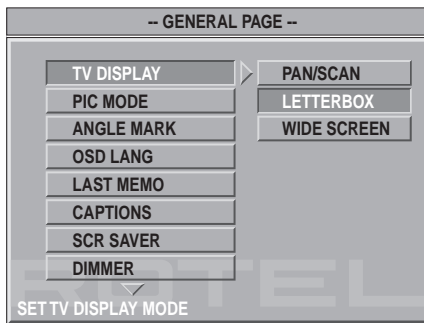 -- GENERAL PAGE --
TV DISPLAY
PIC MODE
ANGLE MARK
OSD LANG
LAST MEMO
CAPTIONS
SCR SAVER
DIMMER
PAN/SCAN
LETTERBOX
WIDE SCREEN
ROTEL
SET TV DISPLAY MODE